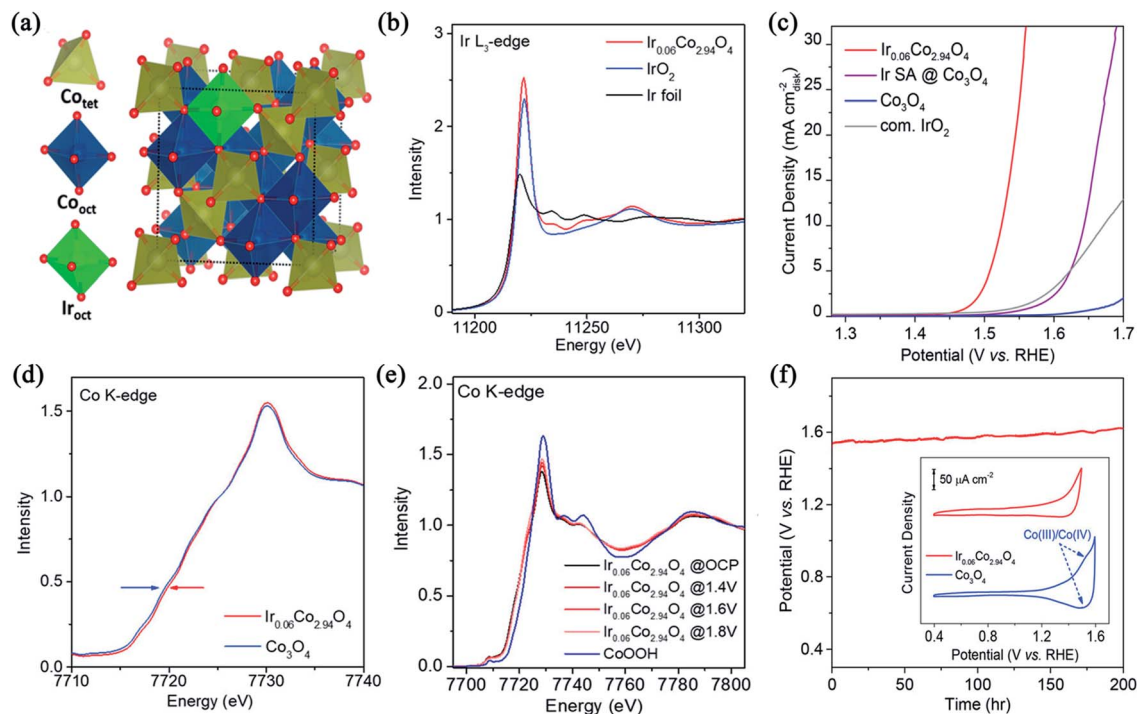 (a)
Co_tet
Co_oct
Ir_oct
(b)
Ir L₃-edge
Ir₀.₀₆Co₂.₉₄O₄
IrO₂
Ir foil
Intensity
3
2
1
0
11200
11250
11300
Energy (eV)
(c)
Ir₀.₀₆Co₂.₉₄O₄
Ir SA @ Co₃O₄
Co₃O₄
com. IrO₂
Current Density (mA cm⁻²disk)
30
25
20
15
10
5
0
1.3
1.4
1.5
1.6
1.7
Potential (V vs. RHE)
(d)
Co K-edge
Intensity
1.5
1.0
0.5
0.0
Ir₀.₀₆Co₂.₉₄O₄
Co₃O₄
7710
7720
7730
7740
Energy (eV)
(e)
Co K-edge
Intensity
2.0
1.5
1.0
0.5
0.0
Ir₀.₀₆Co₂.₉₄O₄ @OCP
Ir₀.₀₆Co₂.₉₄O₄ @1.4V
Ir₀.₀₆Co₂.₉₄O₄ @1.6V
Ir₀.₀₆Co₂.₉₄O₄ @1.8V
CoOOH
7700
7720
7740
7760
7780
7800
Energy (eV)
(f)
Potential (V vs. RHE)
1.8
1.6
1.2
0.8
0.4
50 µA cm⁻²
Co(III)/Co(IV)
Ir₀.₀₆Co₂.₉₄O₄
Co₃O₄
Current Density
0.4
0.8
1.2
1.6
Potential (V vs. RHE)
0
50
100
150
200
Time (hr)